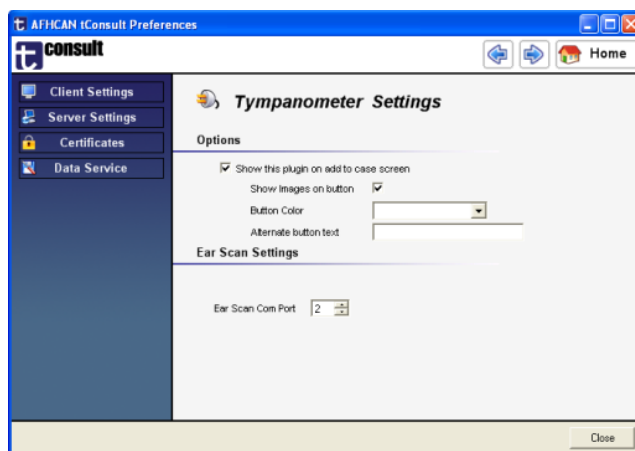 AFHCAN tConsult Preferences
tconsult
Home
Client Settings
Server Settings
Certificates
Data Service
Tympanometer Settings
Options
Show this plugin on add to case screen
Show Images on button
Button Color
Alternate button text
Ear Scan Settings
Ear Scan Com Port 2
Close